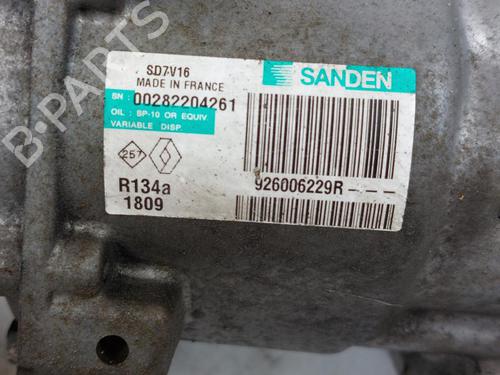 SD7V16
MADE IN FRANCE
SANDEN
SN: 00282204261
OIL : SP-10 OR EQUIV.
VARIABLE DISP.
257
R134a
1809
926006229R— — —
B-PARTS